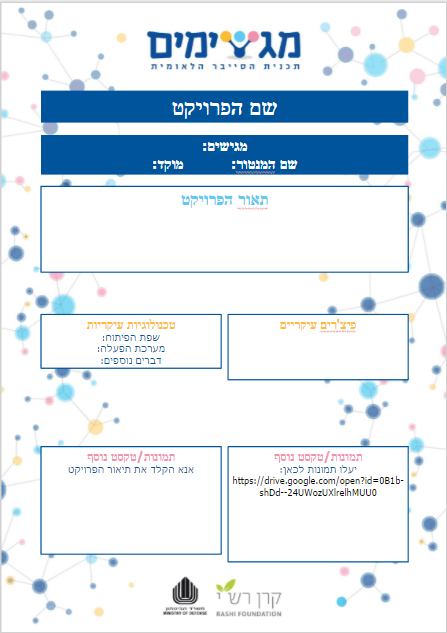 מגשימים
תכנית הסייבר הלאומית
שם הפרויקט
מגישים:
שם המנטור: מוקד:
תאור הפרויקט
פיצ'רים עיקריים
טכנולוגיות עיקריות
שפת הפיתוח:
מערכת הפעלה:
דברים נוספים:
תמונות/טקסט נוסף
יעלו תמונות לכאן:
https://drive.google.com/open?id=0B1b-
shDd--24UWozUXlrelhMUU0
תמונות/טקסט נוסף
אנא הקלד את תיאור הפרויקט
משרד הביטחון
MINISTRY OF DEFENSE
קרן רש"י
RASHI FOUNDATION